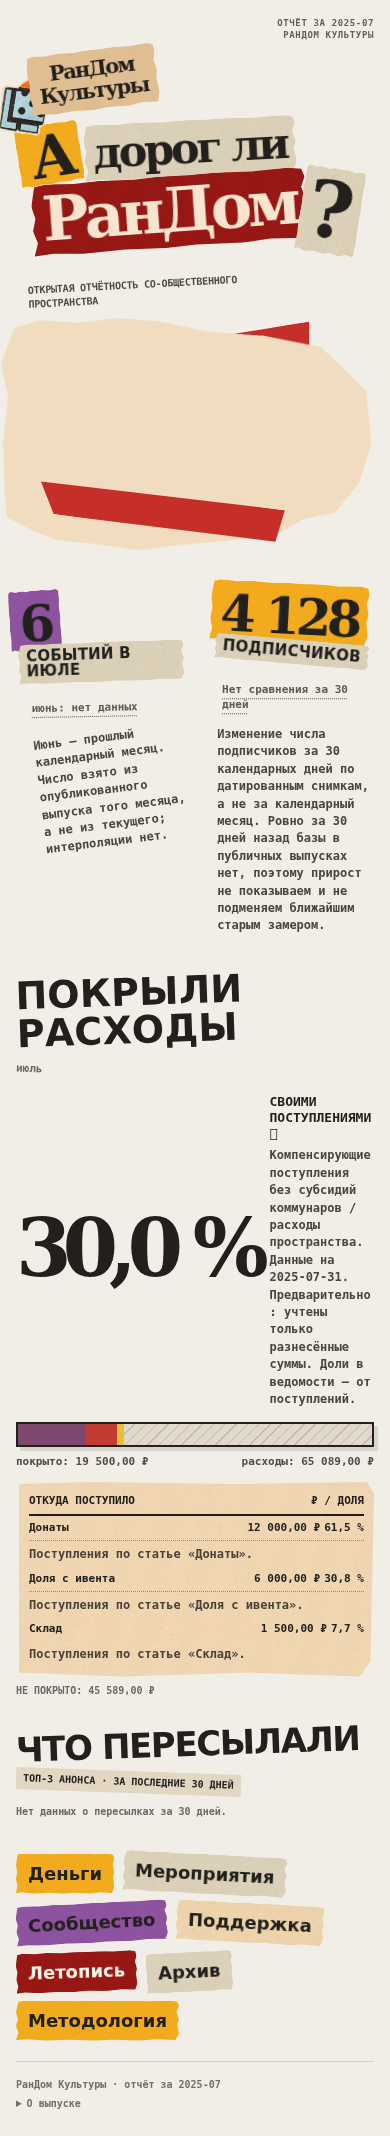 ОТЧЁТ ЗА 2025-07
РАНДОМ КУЛЬТУРЫ
РанДом
Культуры
А дорог ли
РанДом?
ОТКРЫТАЯ ОТЧЁТНОСТЬ СО-ОБЩЕСТВЕННОГО
ПРОСТРАНСТВА
6
СОБЫТИЙ В
ИЮЛЕ
июнь: нет данных
Июнь — прошлый
календарный месяц.
Число взято из
опубликованного
выпуска того месяца,
а не из текущего;
интерполяции нет.
4 128
ПОДПИСЧИКОВ
Нет сравнения за 30
дней
Изменение числа
подписчиков за 30
календарных дней по
датированным снимкам,
а не за календарный
месяц. Ровно за 30
дней назад базы в
публичных выпусках
нет, поэтому прирост
не показываем и не
подменяем ближайшим
старым замером.
ПОКРЫЛИ
РАСХОДЫ
июль
30,0 %
СВОИМИ
ПОСТУПЛЕНИЯМИ
Компенсирующие
поступления
без субсидий
коммунаров /
расходы
пространства.
Данные на
2025-07-31.
Предварительно
: учтены
только
разнесённые
суммы. Доли в
ведомости — от
поступлений.
покрыто: 19 500,00 ₽ расходы: 65 089,00 ₽
ОТКУДА ПОСТУПИЛО ₽ / ДОЛЯ
Донаты 12 000,00 ₽ 61,5 %
Поступления по статье «Донаты».
Доля с ивента 6 000,00 ₽ 30,8 %
Поступления по статье «Доля с ивента».
Склад 1 500,00 ₽ 7,7 %
Поступления по статье «Склад».
НЕ ПОКРЫТО: 45 589,00 ₽
ЧТО ПЕРЕСЫЛАЛИ
ТОП-3 АНОНСА · ЗА ПОСЛЕДНИЕ 30 ДНЕЙ
Нет данных о пересылках за 30 дней.
Деньги Мероприятия
Сообщество Поддержка
Летопись Архив
Методология
РанДом Культуры · отчёт за 2025-07
▶ О выпуске